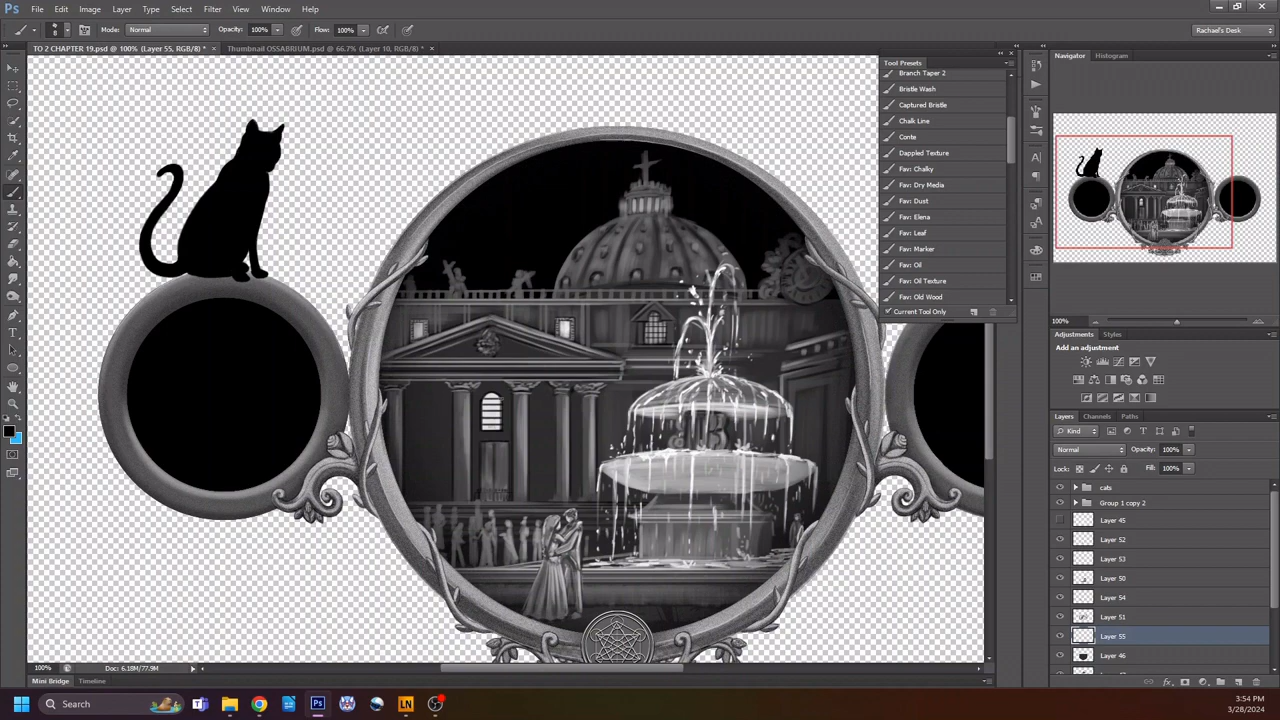 Ps File Edit Image Layer Type Select Filter View Window Help
Mode: Normal Opacity: 100% Flow: 100% Rachael's Desk
TO 2 CHAPTER 19.psd @ 100% (Layer 55, RGB/8) * × Thumbnail OSSABRIUM.psd @ 66.7% (Layer 10, RGB/8) * ×
Tool Presets
Branch Taper 2
Bristle Wash
Captured Bristle
Chalk Line
Conte
Dappled Texture
Fav: Chalky
Fav: Dry Media
Fav: Dust
Fav: Elena
Fav: Leaf
Fav: Marker
Fav: Oil
Fav: Oil Texture
Fav: Old Wood
Current Tool Only
Navigator Histogram
100%
Adjustments Styles
Add an adjustment
Layers Channels Paths
Kind
Normal Opacity: 100%
Lock: Fill: 100%
cats
Group 1 copy 2
Layer 45
Layer 52
Layer 53
Layer 50
Layer 54
Layer 51
Layer 55
Layer 46
100% Doc: 6.18M/77.9M
Mini Bridge Timeline
Search
Ps
LN
3:54 PM
3/28/2024